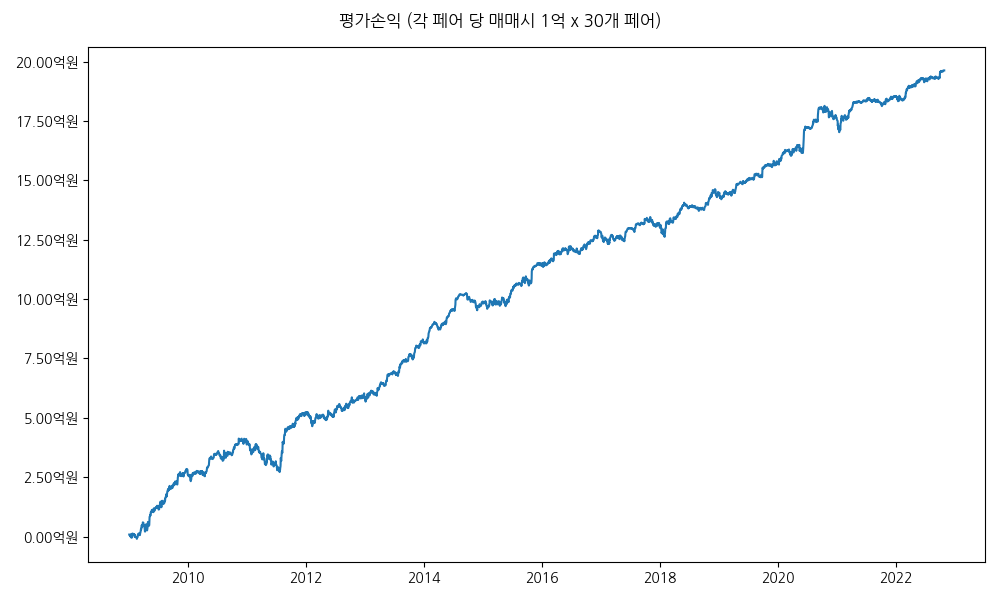 평가손익 (각 페어 당 매매시 1억 x 30개 페어)
20.00억원
17.50억원
15.00억원
12.50억원
10.00억원
7.50억원
5.00억원
2.50억원
0.00억원
2010 2012 2014 2016 2018 2020 2022